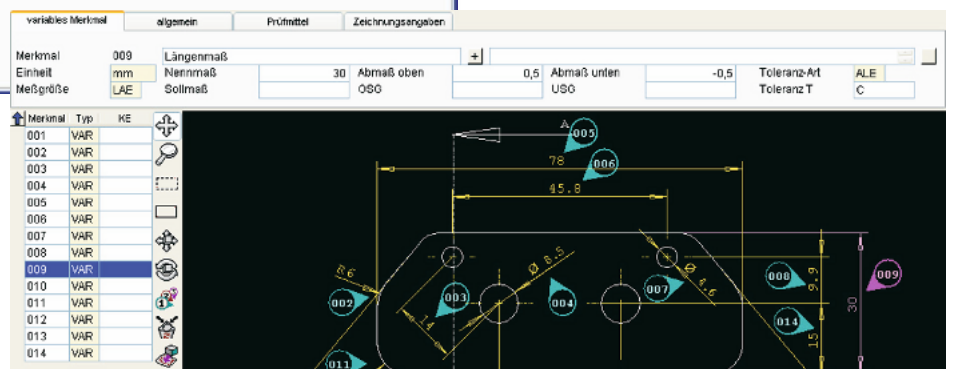 variables Merkmal allgemein Prüfmittel Zeichnungsangaben
Merkmal 009 Längenmaß +
Einheit mm Nennmaß 30 Abmaß oben 0,5 Abmaß unten -0,5 Toleranz-Art ALE
Meßgröße LAE Sollmaß OSG USG Toleranz T C
Merkmal Typ KE
001 VAR
002 VAR
003 VAR
004 VAR
005 VAR
006 VAR
007 VAR
008 VAR
009 VAR
010 VAR
011 VAR
012 VAR
013 VAR
014 VAR
A 005
78 006
45.8
R6 Ø 8.5 Ø 4.6 008 9.9 009
002 003 004 007
14 30
014 15
011